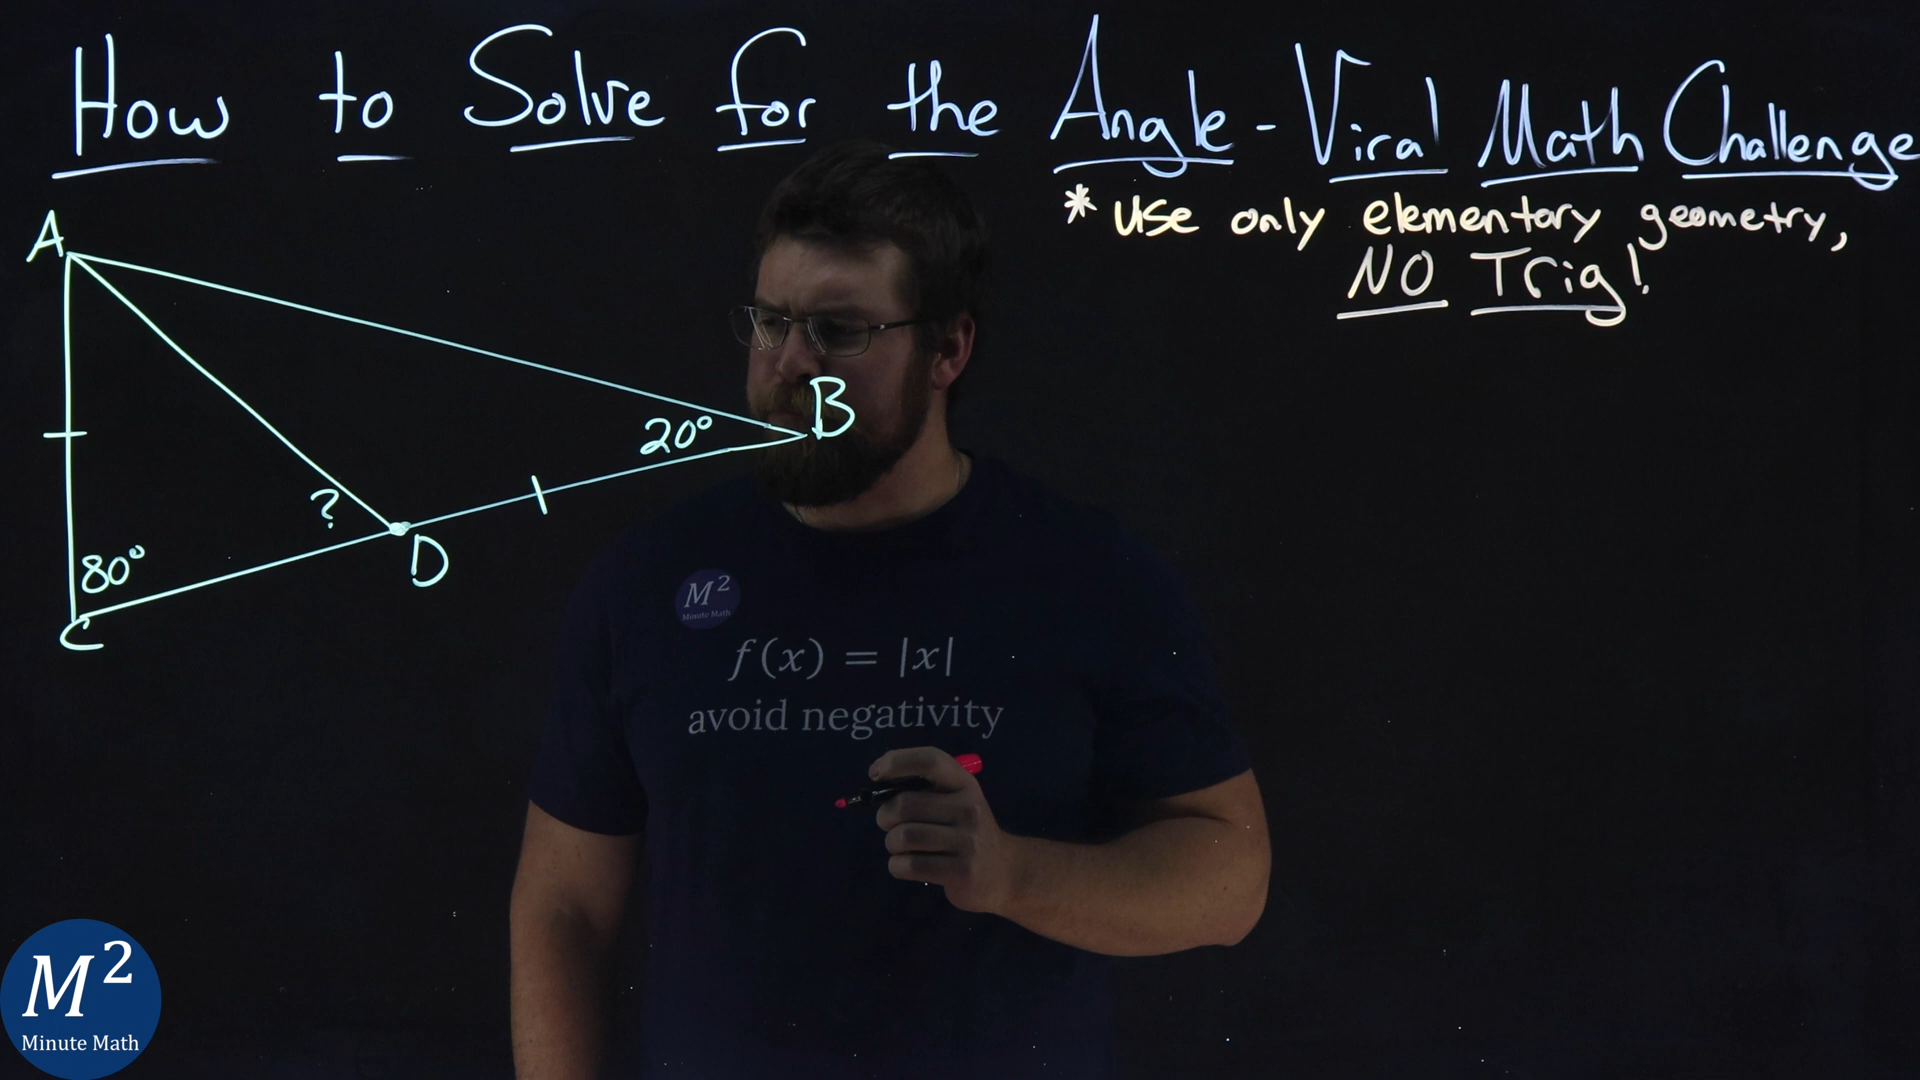 How to Solve for the Angle - Viral Math Challenge
* Use only elementary geometry,
NO Trig!
A
B
20°
?
D
80°
C
M²
Minute Math
f(x) = |x|
avoid negativity
M²
Minute Math